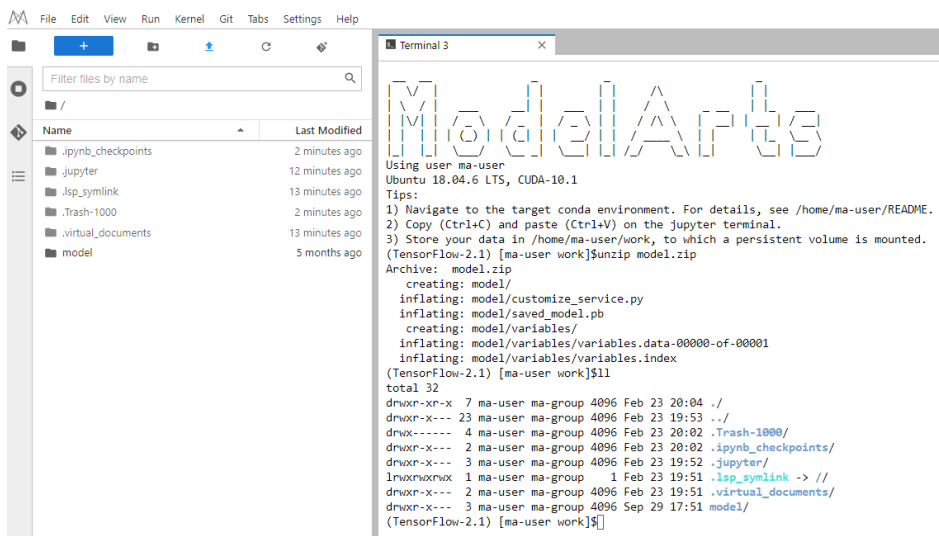 File Edit View Run Kernel Git Tabs Settings Help
+
Filter files by name
/
Name Last Modified
.ipynb_checkpoints 2 minutes ago
.jupyter 12 minutes ago
.lsp_symlink 13 minutes ago
.Trash-1000 2 minutes ago
.virtual_documents 13 minutes ago
model 5 months ago
Terminal 3
ModelArts
Using user ma-user
Ubuntu 18.04.6 LTS, CUDA-10.1
Tips:
1) Navigate to the target conda environment. For details, see /home/ma-user/README.
2) Copy (Ctrl+C) and paste (Ctrl+V) on the jupyter terminal.
3) Store your data in /home/ma-user/work, to which a persistent volume is mounted.
(TensorFlow-2.1) [ma-user work]$unzip model.zip
Archive:  model.zip
   creating: model/
  inflating: model/customize_service.py
  inflating: model/saved_model.pb
   creating: model/variables/
  inflating: model/variables/variables.data-00000-of-00001
  inflating: model/variables/variables.index
(TensorFlow-2.1) [ma-user work]$ll
total 32
drwxr-xr-x  7 ma-user ma-group 4096 Feb 23 20:04 ./
drwxr-x--- 23 ma-user ma-group 4096 Feb 23 19:53 ../
drwx------  4 ma-user ma-group 4096 Feb 23 20:02 .Trash-1000/
drwxr-x---  2 ma-user ma-group 4096 Feb 23 20:02 .ipynb_checkpoints/
drwxr-x---  3 ma-user ma-group 4096 Feb 23 19:52 .jupyter/
lrwxrwxrwx  1 ma-user ma-group    1 Feb 23 19:51 .lsp_symlink -> //
drwxr-x---  2 ma-user ma-group 4096 Feb 23 19:51 .virtual_documents/
drwxr-x---  3 ma-user ma-group 4096 Sep 29 17:51 model/
(TensorFlow-2.1) [ma-user work]$